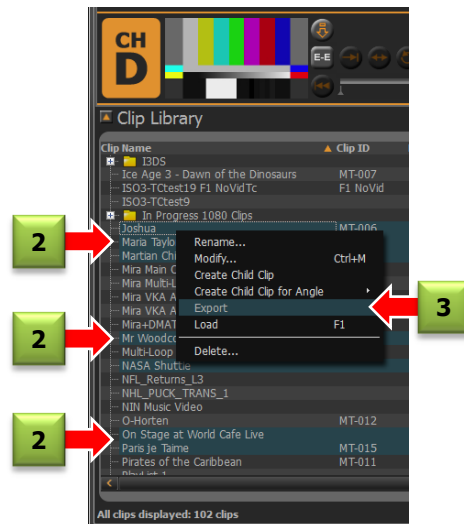 CH
D
E-E
Clip Library
Clip Name Clip ID
I3DS
Ice Age 3 - Dawn of the Dinosaurs MT-007
ISO3-TCtest19 F1 NoVidTc F1 NoVid
ISO3-TCtest9
In Progress 1080 Clips
Joshua MT-006
2
Maria Taylo
Rename...
Martian Chi
Modify... Ctrl+M
Mira Main C
Create Child Clip
Mira Multi-L
Create Child Clip for Angle
Mira VKA A
Export
3
Mira VKA A
Load F1
Mira+DMAT
2
Mr Woodco
Delete...
Multi-Loop
NASA Shuttle
NFL_Returns_L3
NHL_PUCK_TRANS_1
NIN Music Video
O-Horten MT-012
2
On Stage at World Cafe Live
Paris je Taime MT-015
Pirates of the Caribbean MT-011
PlayList 1
All clips displayed: 102 clips